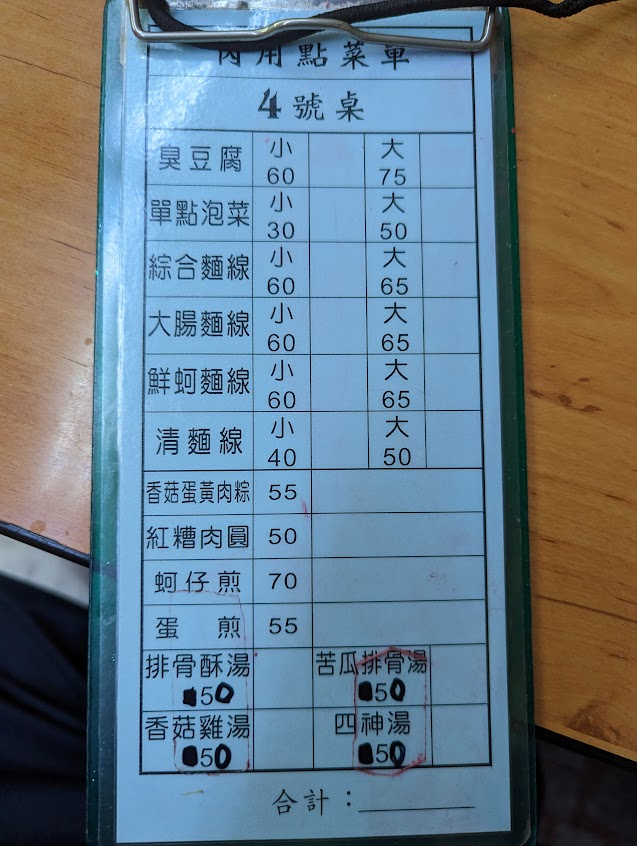 內用點菜單
4號桌
臭豆腐 小 60 大 75
單點泡菜 小 30 大 50
綜合麵線 小 60 大 65
大腸麵線 小 60 大 65
鮮蚵麵線 小 60 大 65
清麵線 小 40 大 50
香菇蛋黃肉粽 55
紅糟肉圓 50
蚵仔煎 70
蛋 煎 55
排骨酥湯 苦瓜排骨湯
50 50
香菇雞湯 四神湯
50 50
合計：